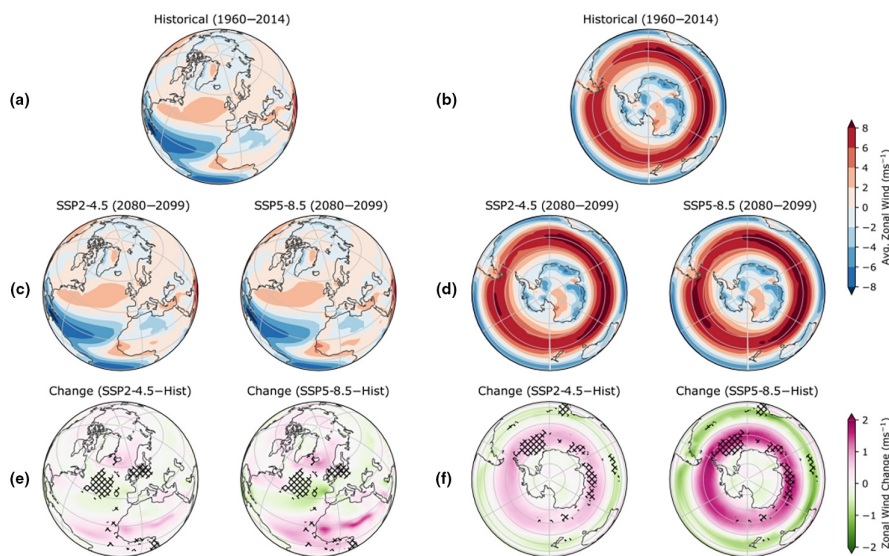 Historical (1960−2014)
Historical (1960−2014)
(a)
(b)
SSP2-4.5 (2080−2099)
SSP5-8.5 (2080−2099)
SSP2-4.5 (2080−2099)
SSP5-8.5 (2080−2099)
(c)
(d)
Change (SSP2-4.5−Hist)
Change (SSP5-8.5−Hist)
Change (SSP2-4.5−Hist)
Change (SSP5-8.5−Hist)
(e)
(f)
8
6
4
2
0
−2
−4
−6
−8
Avg. Zonal Wind (ms⁻¹)
2
1
0
−1
−2
Zonal Wind Change (ms⁻¹)